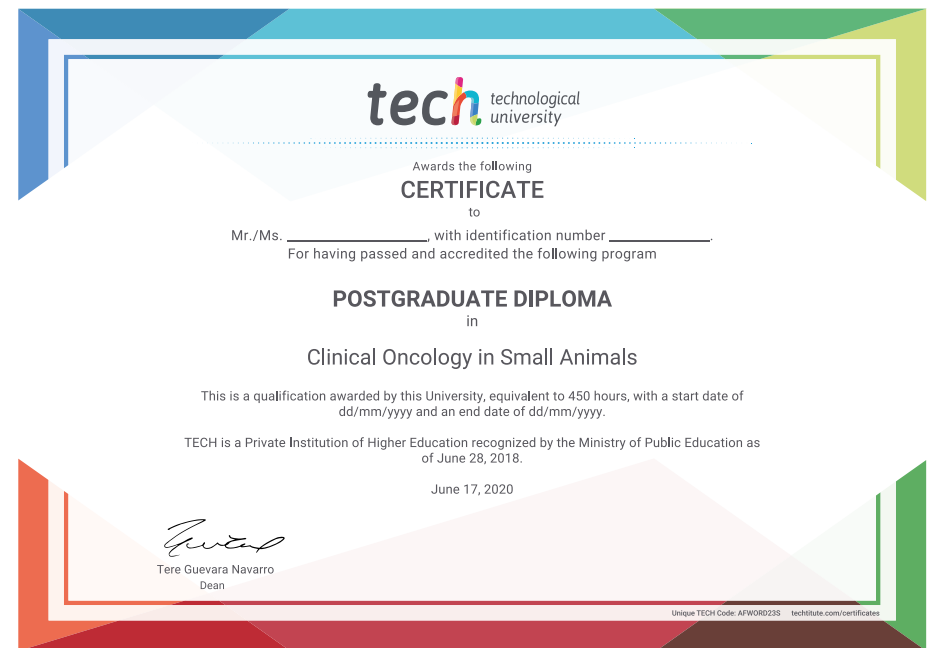 tech technological
university
Awards the following
CERTIFICATE
to
Mr./Ms. ____________________, with identification number ______________.
For having passed and accredited the following program
POSTGRADUATE DIPLOMA
in
Clinical Oncology in Small Animals
This is a qualification awarded by this University, equivalent to 450 hours, with a start date of
dd/mm/yyyy and an end date of dd/mm/yyyy.
TECH is a Private Institution of Higher Education recognized by the Ministry of Public Education as
of June 28, 2018.
June 17, 2020
Tere Guevara Navarro
Dean
Unique TECH Code: AFWORD23S techtitute.com/certificates